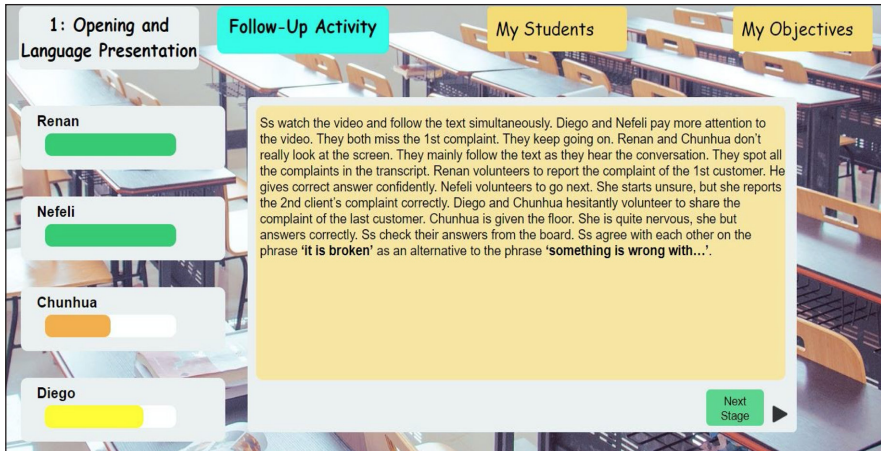 1: Opening and
Language Presentation
Follow-Up Activity
My Students
My Objectives
Renan
Nefeli
Chunhua
Diego
Ss watch the video and follow the text simultaneously. Diego and Nefeli pay more attention to
the video. They both miss the 1st complaint. They keep going on. Renan and Chunhua don't
really look at the screen. They mainly follow the text as they hear the conversation. They spot all
the complaints in the transcript. Renan volunteers to report the complaint of the 1st customer. He
gives correct answer confidently. Nefeli volunteers to go next. She starts unsure, but she reports
the 2nd client's complaint correctly. Diego and Chunhua hesitantly volunteer to share the
complaint of the last customer. Chunhua is given the floor. She is quite nervous, she but
answers correctly. Ss check their answers from the board. Ss agree with each other on the
phrase 'it is broken' as an alternative to the phrase 'something is wrong with...'.
Next
Stage